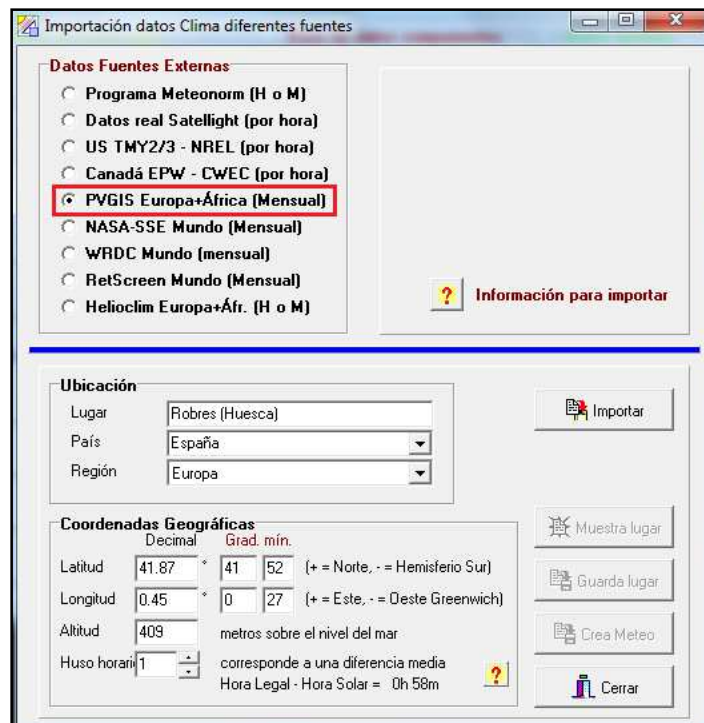 Importación datos Clima diferentes fuentes
Datos Fuentes Externas
Programa Meteonorm (H o M)
Datos real Satellight (por hora)
US TMY2/3 - NREL (por hora)
Canadá EPW - CWEC (por hora)
PVGIS Europa+África (Mensual)
NASA-SSE Mundo (Mensual)
WRDC Mundo (mensual)
RetScreen Mundo (Mensual)
Helioclim Europa+Áfr. (H o M)
? Información para importar
Ubicación
Lugar Robres (Huesca)
País España
Región Europa
Importar
Coordenadas Geográficas
Decimal Grad. mín.
Latitud 41.87 ° 41 52 (+ = Norte, - = Hemisferio Sur)
Longitud 0.45 ° 0 27 (+ = Este, - = Oeste Greenwich)
Altitud 409 metros sobre el nivel del mar
Huso horari 1 corresponde a una diferencia media
Hora Legal - Hora Solar = 0h 58m ?
Muestra lugar
Guarda lugar
Crea Meteo
Cerrar